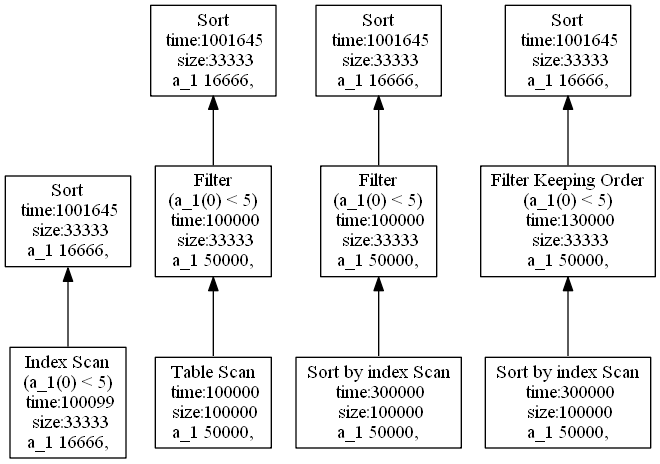 Sort
time:1001645
size:33333
a_1 16666,
Index Scan
(a_1(0) < 5)
time:100099
size:33333
a_1 16666,
Sort
time:1001645
size:33333
a_1 16666,
Filter
(a_1(0) < 5)
time:100000
size:33333
a_1 50000,
Table Scan
time:100000
size:100000
a_1 50000,
Sort
time:1001645
size:33333
a_1 16666,
Filter
(a_1(0) < 5)
time:100000
size:33333
a_1 50000,
Sort by index Scan
time:300000
size:100000
a_1 50000,
Sort
time:1001645
size:33333
a_1 16666,
Filter Keeping Order
(a_1(0) < 5)
time:130000
size:33333
a_1 50000,
Sort by index Scan
time:300000
size:100000
a_1 50000,